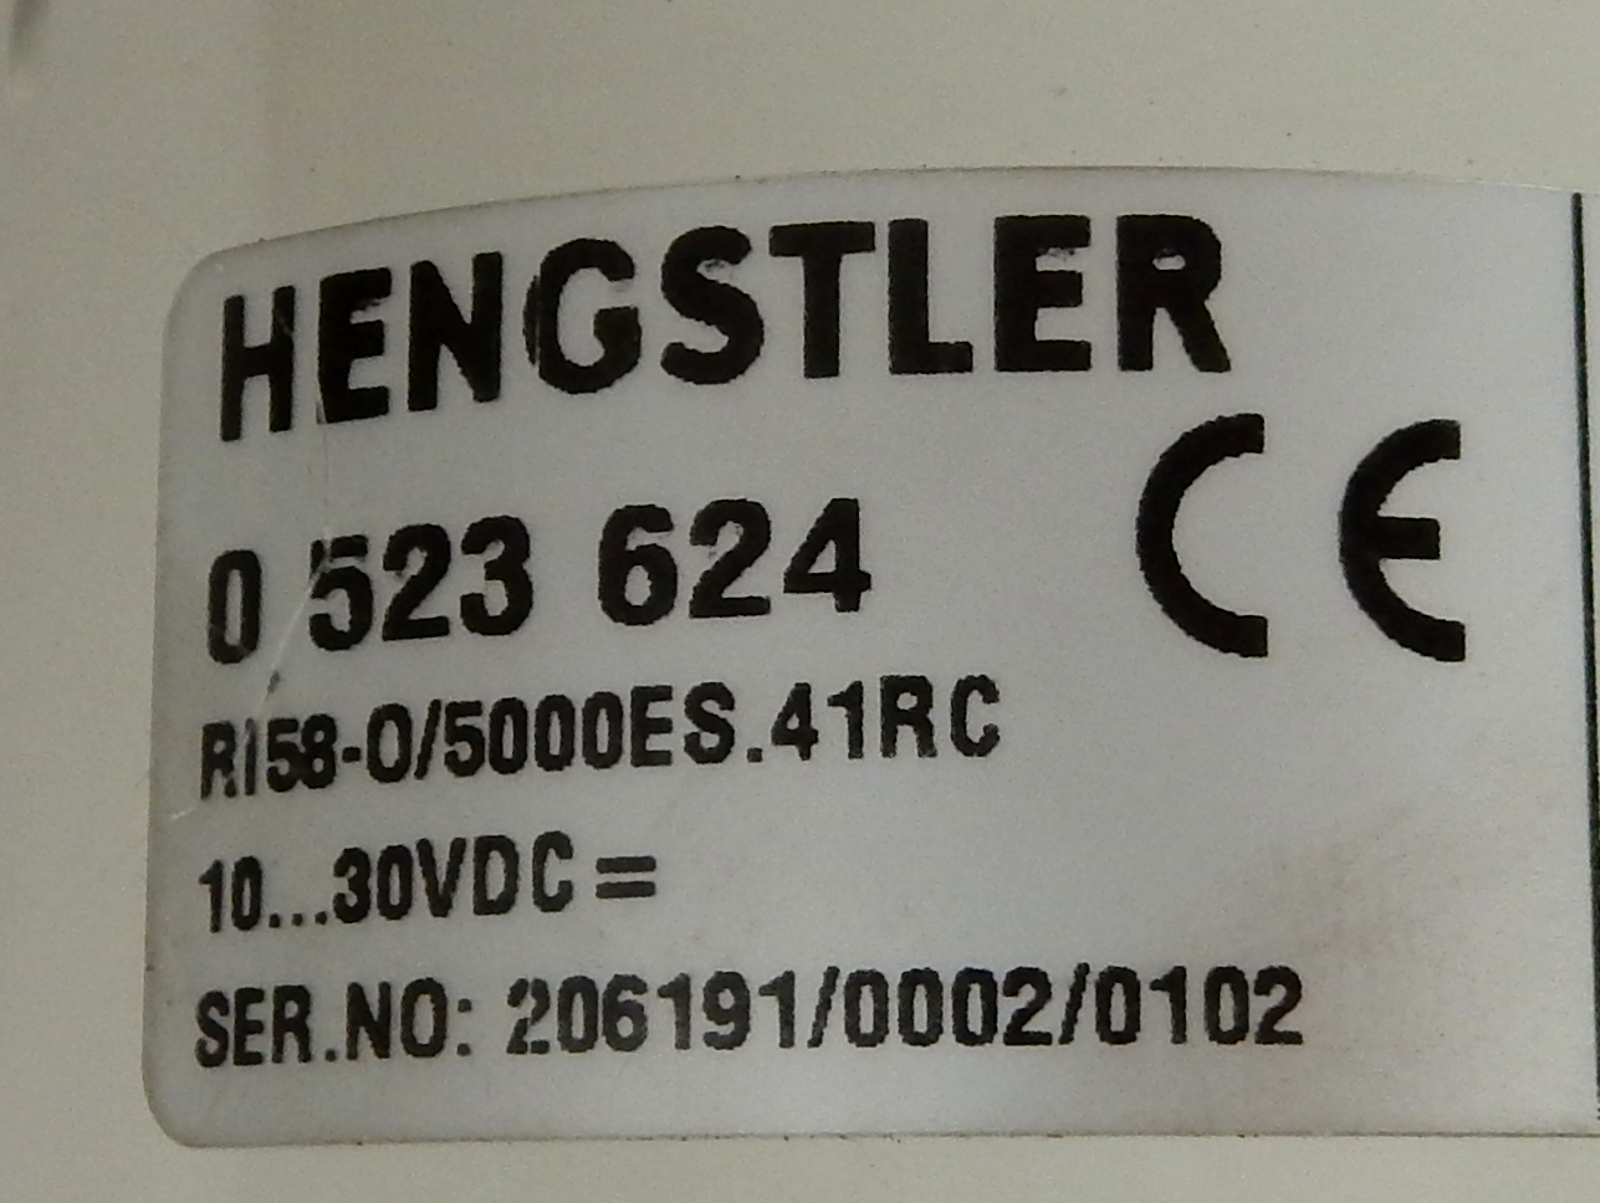 HENGSTLER
0 523 624 CE
RI58-O/5000ES.41RC
10...30VDC =
SER.NO: 206191/0002/0102